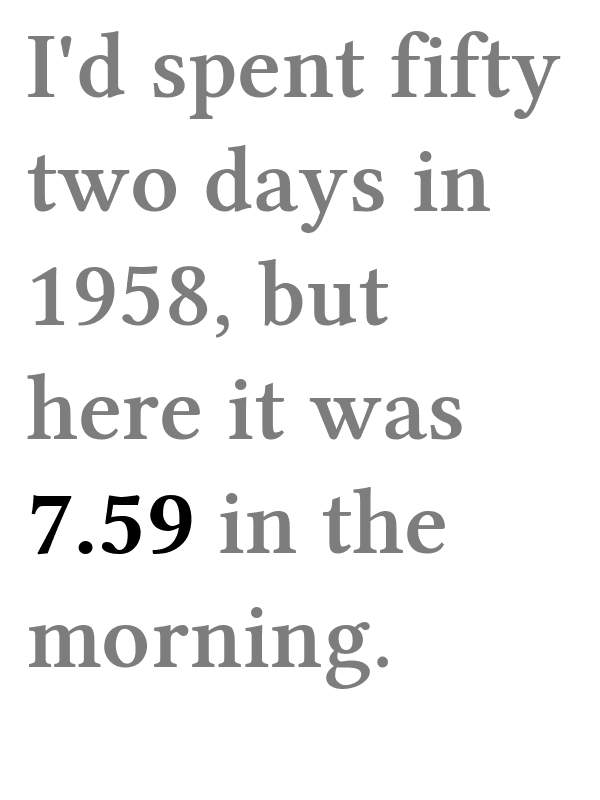 I'd spent fifty
two days in
1958, but
here it was
7.59 in the
morning.